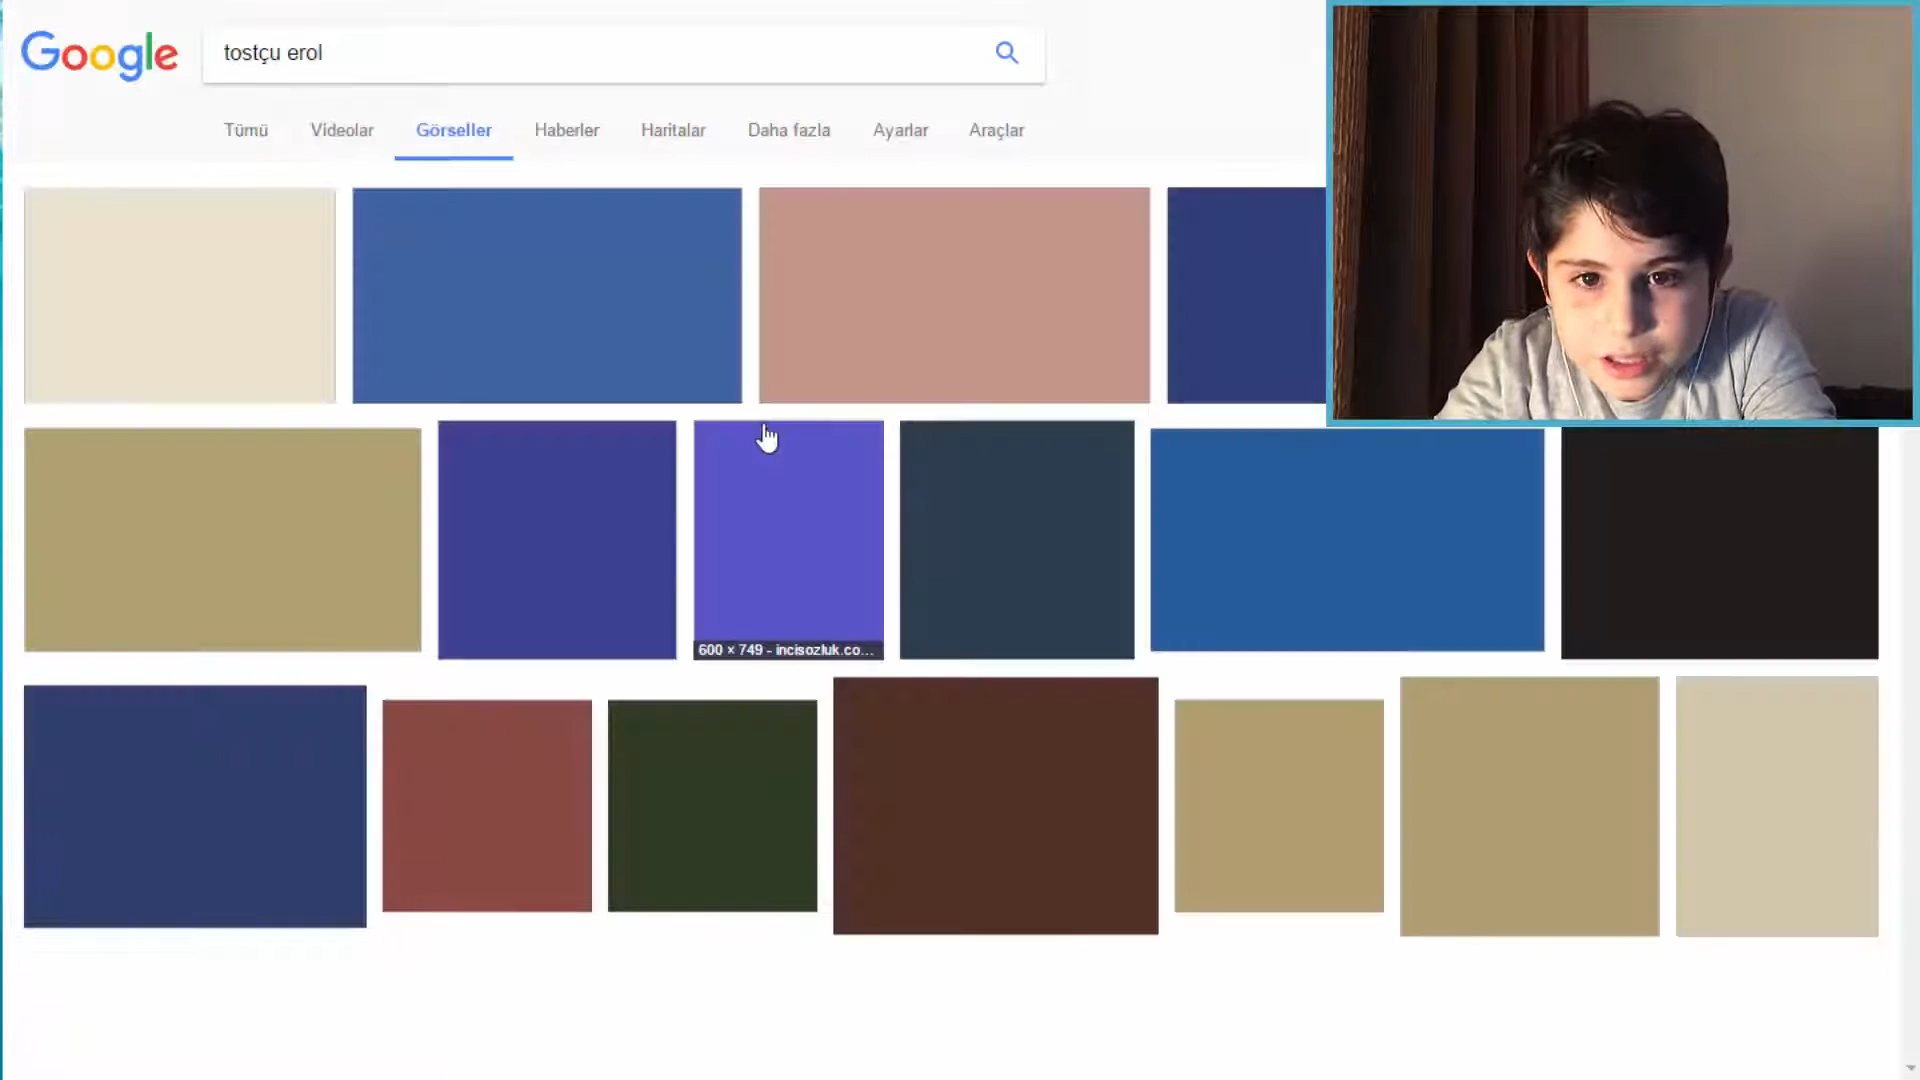 Google
tostçu erol
Tümü Videolar Görseller Haberler Haritalar Daha fazla Ayarlar Araçlar
600 × 749 - incisozluk.co...